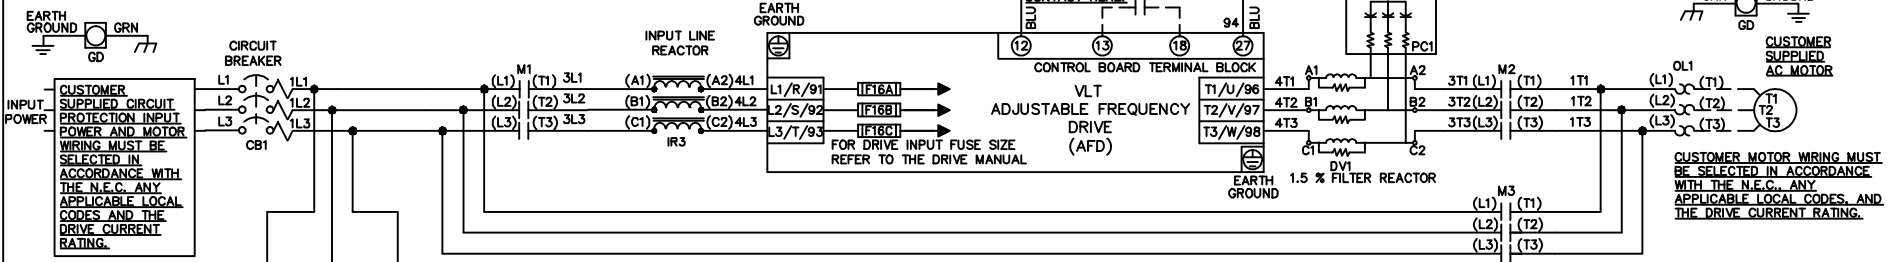 EARTH
GROUND
GRN
GD
CIRCUIT
BREAKER
INPUT
POWER
CUSTOMER
SUPPLIED CIRCUIT
PROTECTION INPUT
POWER AND MOTOR
WIRING MUST BE
SELECTED IN
ACCORDANCE WITH
THE N.E.C. ANY
APPLICABLE LOCAL
CODES AND THE
DRIVE CURRENT
RATING.
L1
C1
1L1
L2
C2
1L2
L3
C3
1L3
CB1
M1
(L1) (T1) 3L1
(L2) (T2) 3L2
(L3) (T3) 3L3
INPUT LINE
REACTOR
(A1) (A2) 4L1
(B1) (B2) 4L2
(C1) (C2) 4L3
IR3
EARTH
GROUND
L1/R/91
L2/S/92
L3/T/93
F16A
F16B
F16C
FOR DRIVE INPUT FUSE SIZE
REFER TO THE DRIVE MANUAL
BLU
94
BLU
12
13
18
27
CONTROL BOARD TERMINAL BLOCK
VLT
ADJUSTABLE FREQUENCY
DRIVE
(AFD)
T1/U/96
T2/V/97
T3/W/98
EARTH
GROUND
4T1
4T2
4T3
A1
B1
C1
A2
B2
C2
PC1
DV1
1.5 % FILTER REACTOR
M2
3T1 (L1) (T1) 1T1
3T2 (L2) (T2) 1T2
3T3 (L3) (T3) 1T3
M3
(L1) (T1)
(L2) (T2)
(L3) (T3)
GD
CUSTOMER
SUPPLIED
AC MOTOR
OL1
(L1) (T1)
(L2) (T2)
(L3) (T3)
T1
T2
T3
CUSTOMER MOTOR WIRING MUST
BE SELECTED IN ACCORDANCE
WITH THE N.E.C., ANY
APPLICABLE LOCAL CODES, AND
THE DRIVE CURRENT RATING.